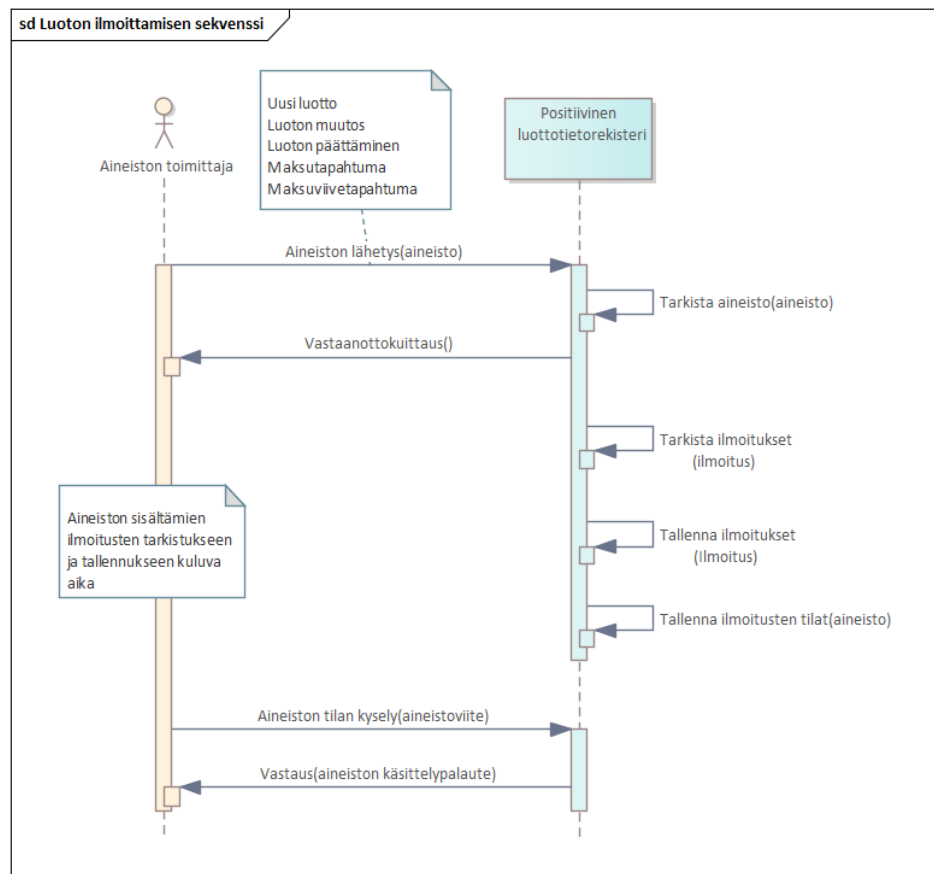 sd Luoton ilmoittamisen sekvenssi
Uusi luotto
Luoton muutos
Luoton päättäminen
Maksutapahtuma
Maksuviivetapahtuma
Positiivinen
luottotietorekisteri
Aineiston toimittaja
Aineiston lähetys(aineisto)
Tarkista aineisto(aineisto)
Vastaanottokuittaus()
Tarkista ilmoitukset
(ilmoitus)
Aineiston sisältämien
ilmoitusten tarkistukseen
ja tallennukseen kuluva
aika
Tallenna ilmoitukset
(Ilmoitus)
Tallenna ilmoitusten tilat(aineisto)
Aineiston tilan kysely(aineistoviite)
Vastaus(aineiston käsittelypalaute)